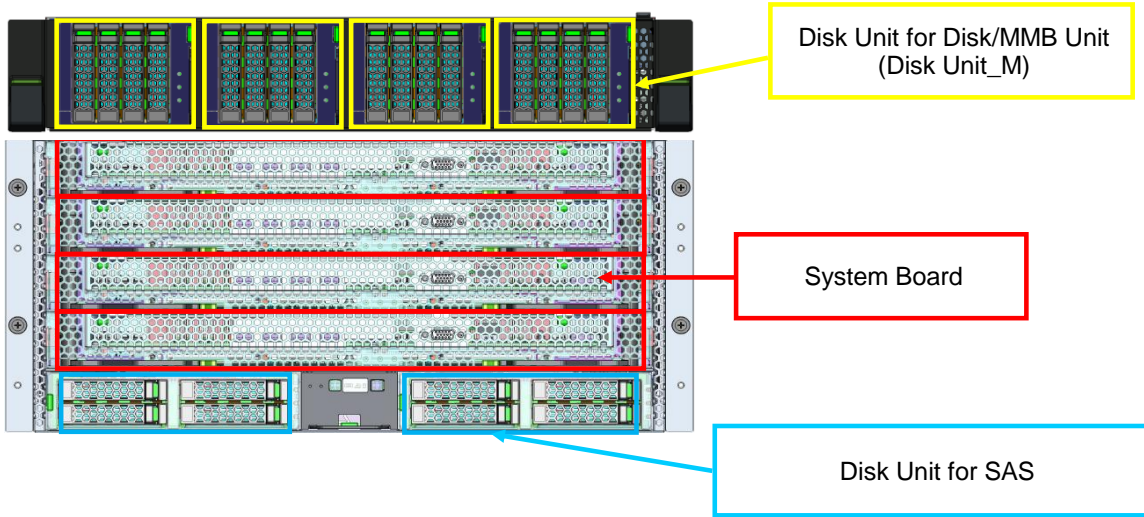 Disk Unit for Disk/MMB Unit
(Disk Unit_M)
System Board
Disk Unit for SAS